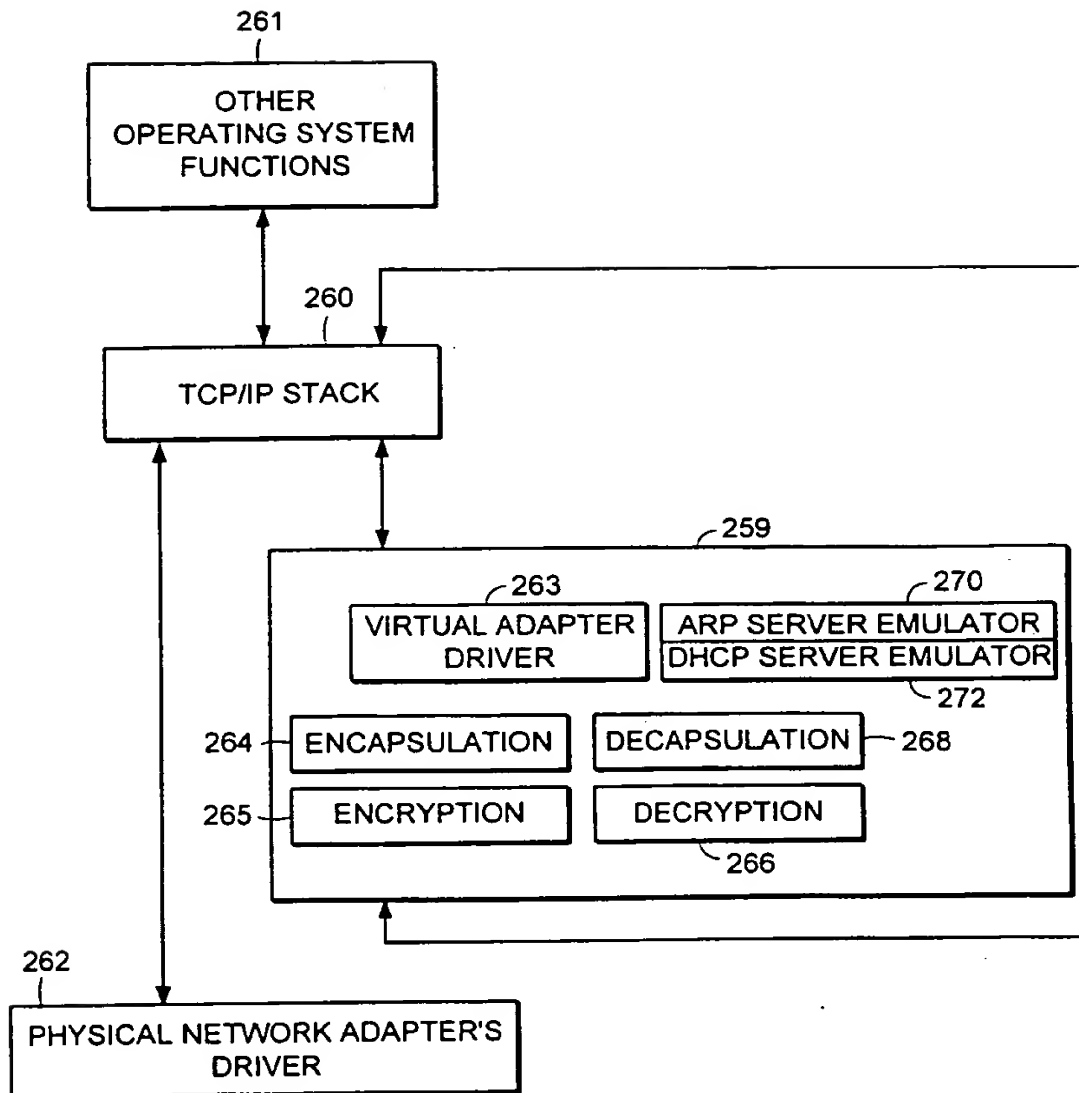 261
OTHER
OPERATING SYSTEM
FUNCTIONS
260
TCP/IP STACK
259
263
VIRTUAL ADAPTER
DRIVER
270
ARP SERVER EMULATOR
DHCP SERVER EMULATOR
272
264
ENCAPSULATION
DECAPSULATION
268
265
ENCRYPTION
DECRYPTION
266
262
PHYSICAL NETWORK ADAPTER'S
DRIVER